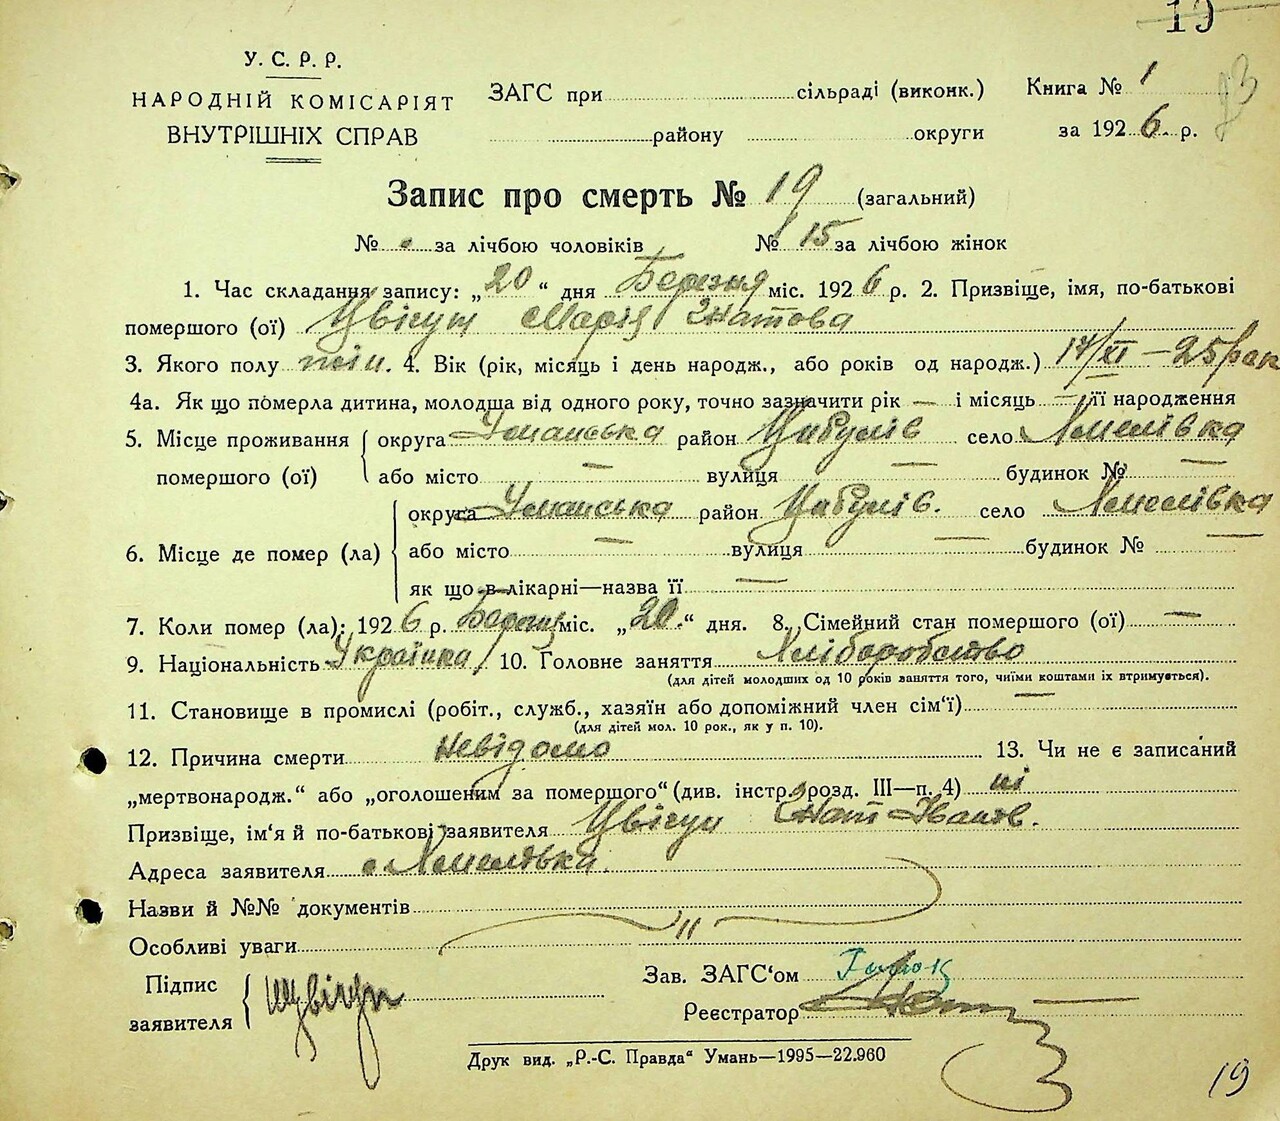 19
У. С. Р. Р.
НАРОДНІЙ КОМІСАРІЯТ
ВНУТРІШНІХ СПРАВ
ЗАГС при сільраді (виконк.)
району округи
Книга № 1
за 1926 р.
23
Запис про смерть № 19 (загальний)
№ за лічбою чоловіків № 15 за лічбою жінок
1. Час складання запису: „20“ дня Березня міс. 1926 р. 2. Призвіще, імя, по-батькові
помершого (ої) Цвігун Марія Гнатова
3. Якого полу жін. 4. Вік (рік, місяць і день народж., або років од народж.) 17/XI – 25 рок
4а. Як що померла дитина, молодща від одного року, точно зазначити рік — і місяць — її народження
5. Місце проживання помершого (ої) округа Уманська район Цибулів село Хмелівка
або місто — вулиця — будинок № —
6. Місце де помер (ла) округа Уманська район Цибулів. село Хмелівка
або місто — вулиця — будинок № —
як що в лікарні—назва її —
7. Коли помер (ла): 1926 р. Березня міс. „20.“ дня. 8. Сімейний стан помершого (ої) —
9. Національність Українка 10. Головне заняття Хліборобство
(для дітей молодших од 10 років заняття того, чиїми коштами їх втримується).
11. Становище в промислі (робіт., служб., хазяїн або допоміжний член сім'ї) —
(для дітей мол. 10 рок., як у п. 10).
12. Причина смерти невідомо 13. Чи не є записаний
„мертвонародж.“ або „оголошеним за помершого“ (див. інстр. розд. III—п. 4) ні
Призвіще, ім'я й по-батькові заявителя Цвігун Гнат Іванов.
Адреса заявителя с. Хмелівка.
Назви й №№ документів
Особливі уваги
Підпис заявителя Цвігун
Зав. ЗАГС'ом
Реєстратор
Друк вид. „Р.-С. Правда“ Умань—1995—22.960
19